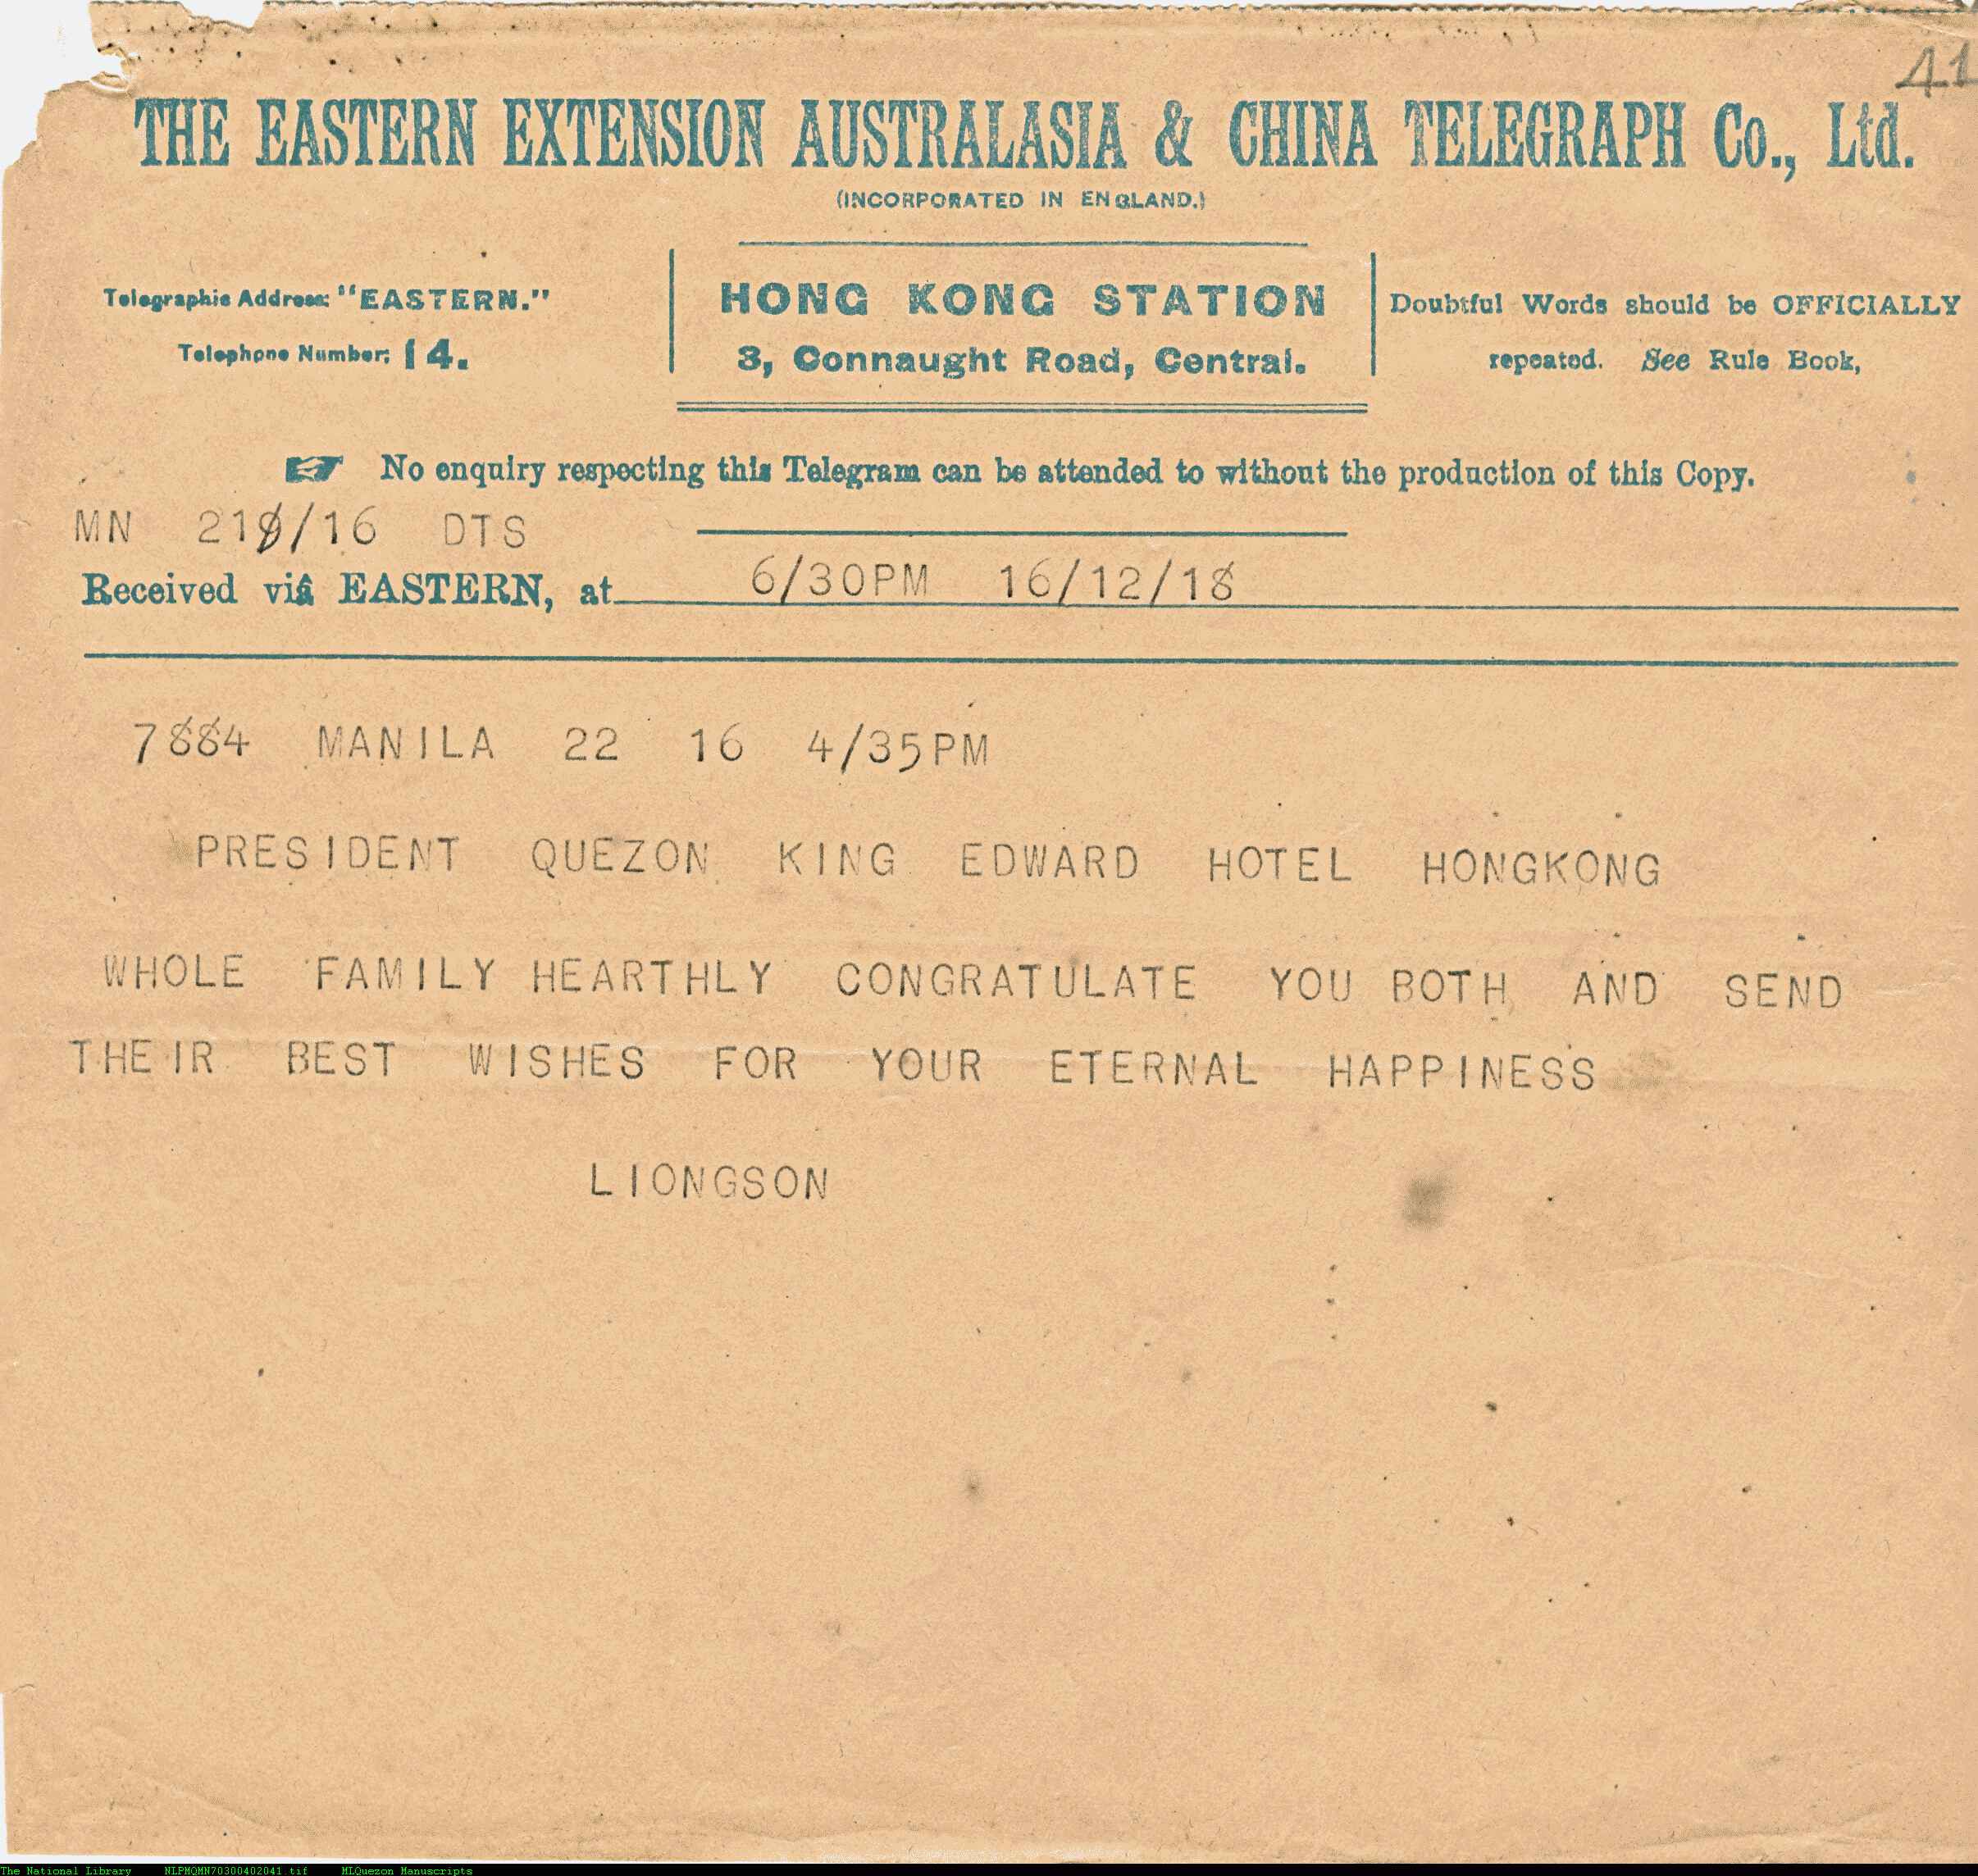 41
THE EASTERN EXTENSION AUSTRALASIA & CHINA TELEGRAPH Co., Ltd.
(INCORPORATED IN ENGLAND.)
Telegraphic Address: "EASTERN."
Telephone Number: 14.
HONG KONG STATION
3, Connaught Road, Central.
Doubtful Words should be OFFICIALLY
repeated. See Rule Book,
No enquiry respecting this Telegram can be attended to without the production of this Copy.
MN 219/16 DTS
Received viâ EASTERN, at 6/30PM 16/12/18
7884 MANILA 22 16 4/35PM
PRESIDENT QUEZON KING EDWARD HOTEL HONGKONG
WHOLE FAMILY HEARTHLY CONGRATULATE YOU BOTH AND SEND
THEIR BEST WISHES FOR YOUR ETERNAL HAPPINESS
LIONGSON
The National Library NLPMQMN70300402041.tif MLQuezon Manuscripts